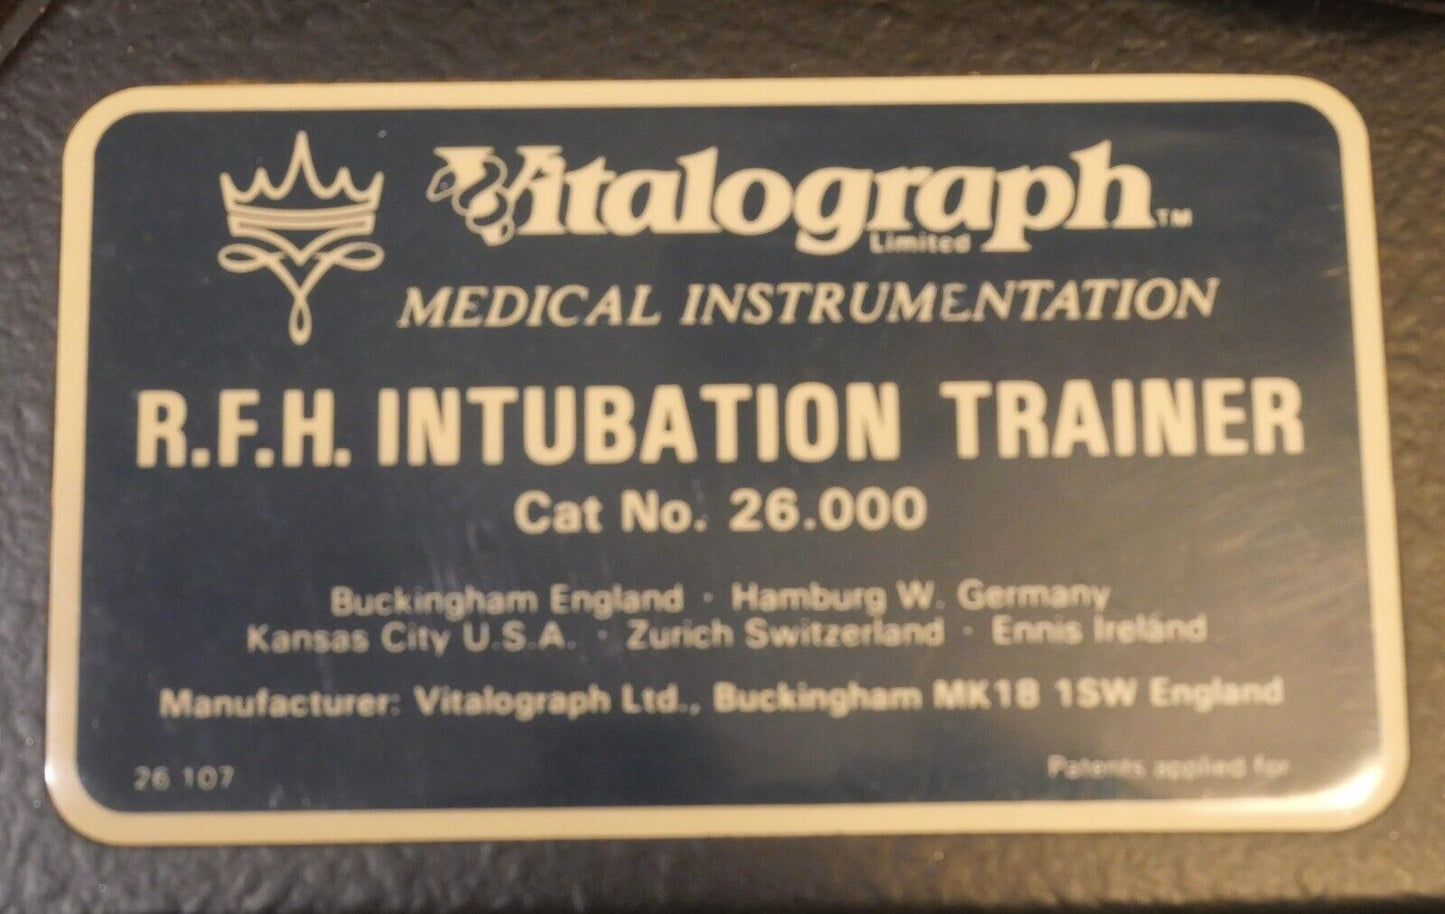 Vitalograph™
Limited
MEDICAL INSTRUMENTATION
R.F.H. INTUBATION TRAINER
Cat No. 26.000
Buckingham England · Hamburg W. Germany
Kansas City U.S.A. · Zurich Switzerland · Ennis Ireland
Manufacturer: Vitalograph Ltd., Buckingham MK18 1SW England
26 107
Patents applied for